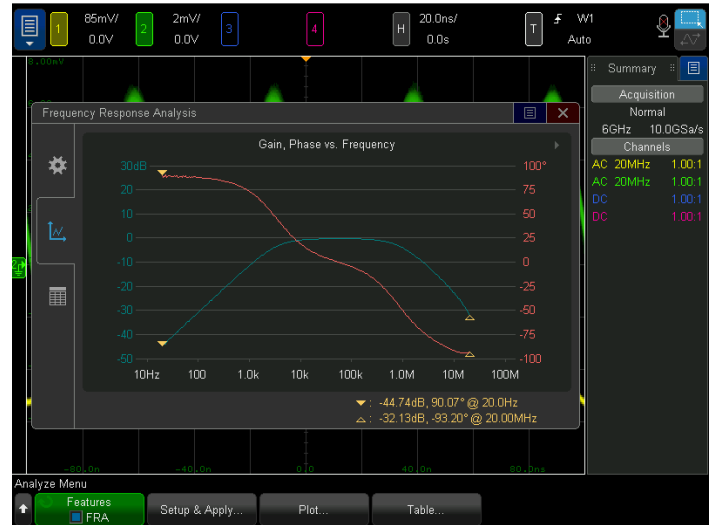 1 85mV/ 2 2mV/ 3 4 H 20.0ns/ T W1
0.0V 0.0V 0.0s Auto
8.00mV
Summary
Acquisition
Normal
6GHz 10.0GSa/s
Channels
AC 20MHz 1.00:1
AC 20MHz 1.00:1
DC 1.00:1
DC 1.00:1
Frequency Response Analysis
Gain, Phase vs. Frequency
30dB 100°
20 75
10 50
0 25
-10 0
-20 -25
-30 -50
-40 -75
-50 -100
10Hz 100 1.0k 10k 100k 1.0M 10M 100M
: -44.74dB, 90.07° @ 20.0Hz
: -32.13dB, -93.20° @ 20.00MHz
-80.0n -40.0n 0.0 40.0n 80.0ns
Analyze Menu
Features
FRA
Setup & Apply...
Plot...
Table...